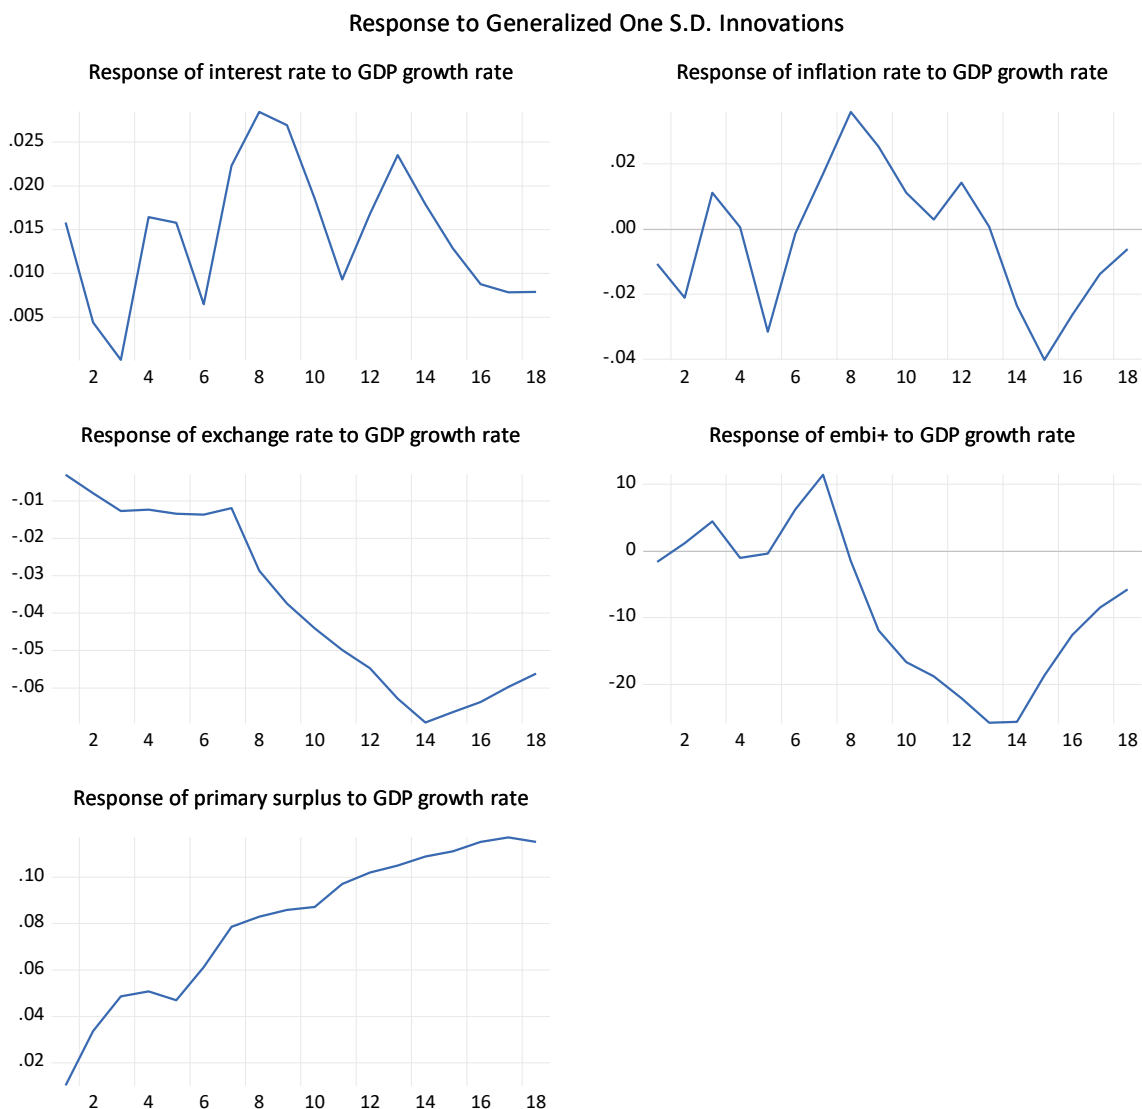 Response to Generalized One S.D. Innovations
Response of interest rate to GDP growth rate
.025
.020
.015
.010
.005
2 4 6 8 10 12 14 16 18
Response of inflation rate to GDP growth rate
.02
.00
-.02
-.04
2 4 6 8 10 12 14 16 18
Response of exchange rate to GDP growth rate
-.01
-.02
-.03
-.04
-.05
-.06
2 4 6 8 10 12 14 16 18
Response of embi+ to GDP growth rate
10
0
-10
-20
2 4 6 8 10 12 14 16 18
Response of primary surplus to GDP growth rate
.10
.08
.06
.04
.02
2 4 6 8 10 12 14 16 18